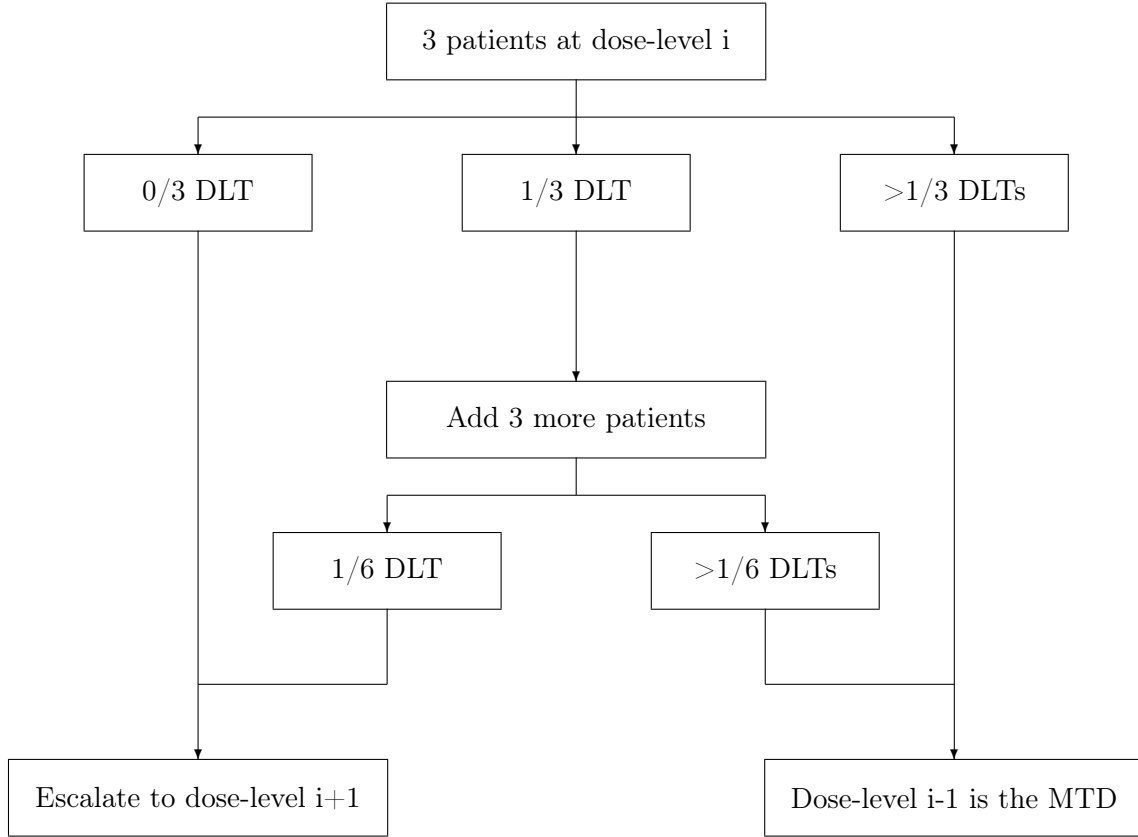 3 patients at dose-level i
0/3 DLT
1/3 DLT
>1/3 DLTs
Add 3 more patients
1/6 DLT
>1/6 DLTs
Escalate to dose-level i+1
Dose-level i-1 is the MTD